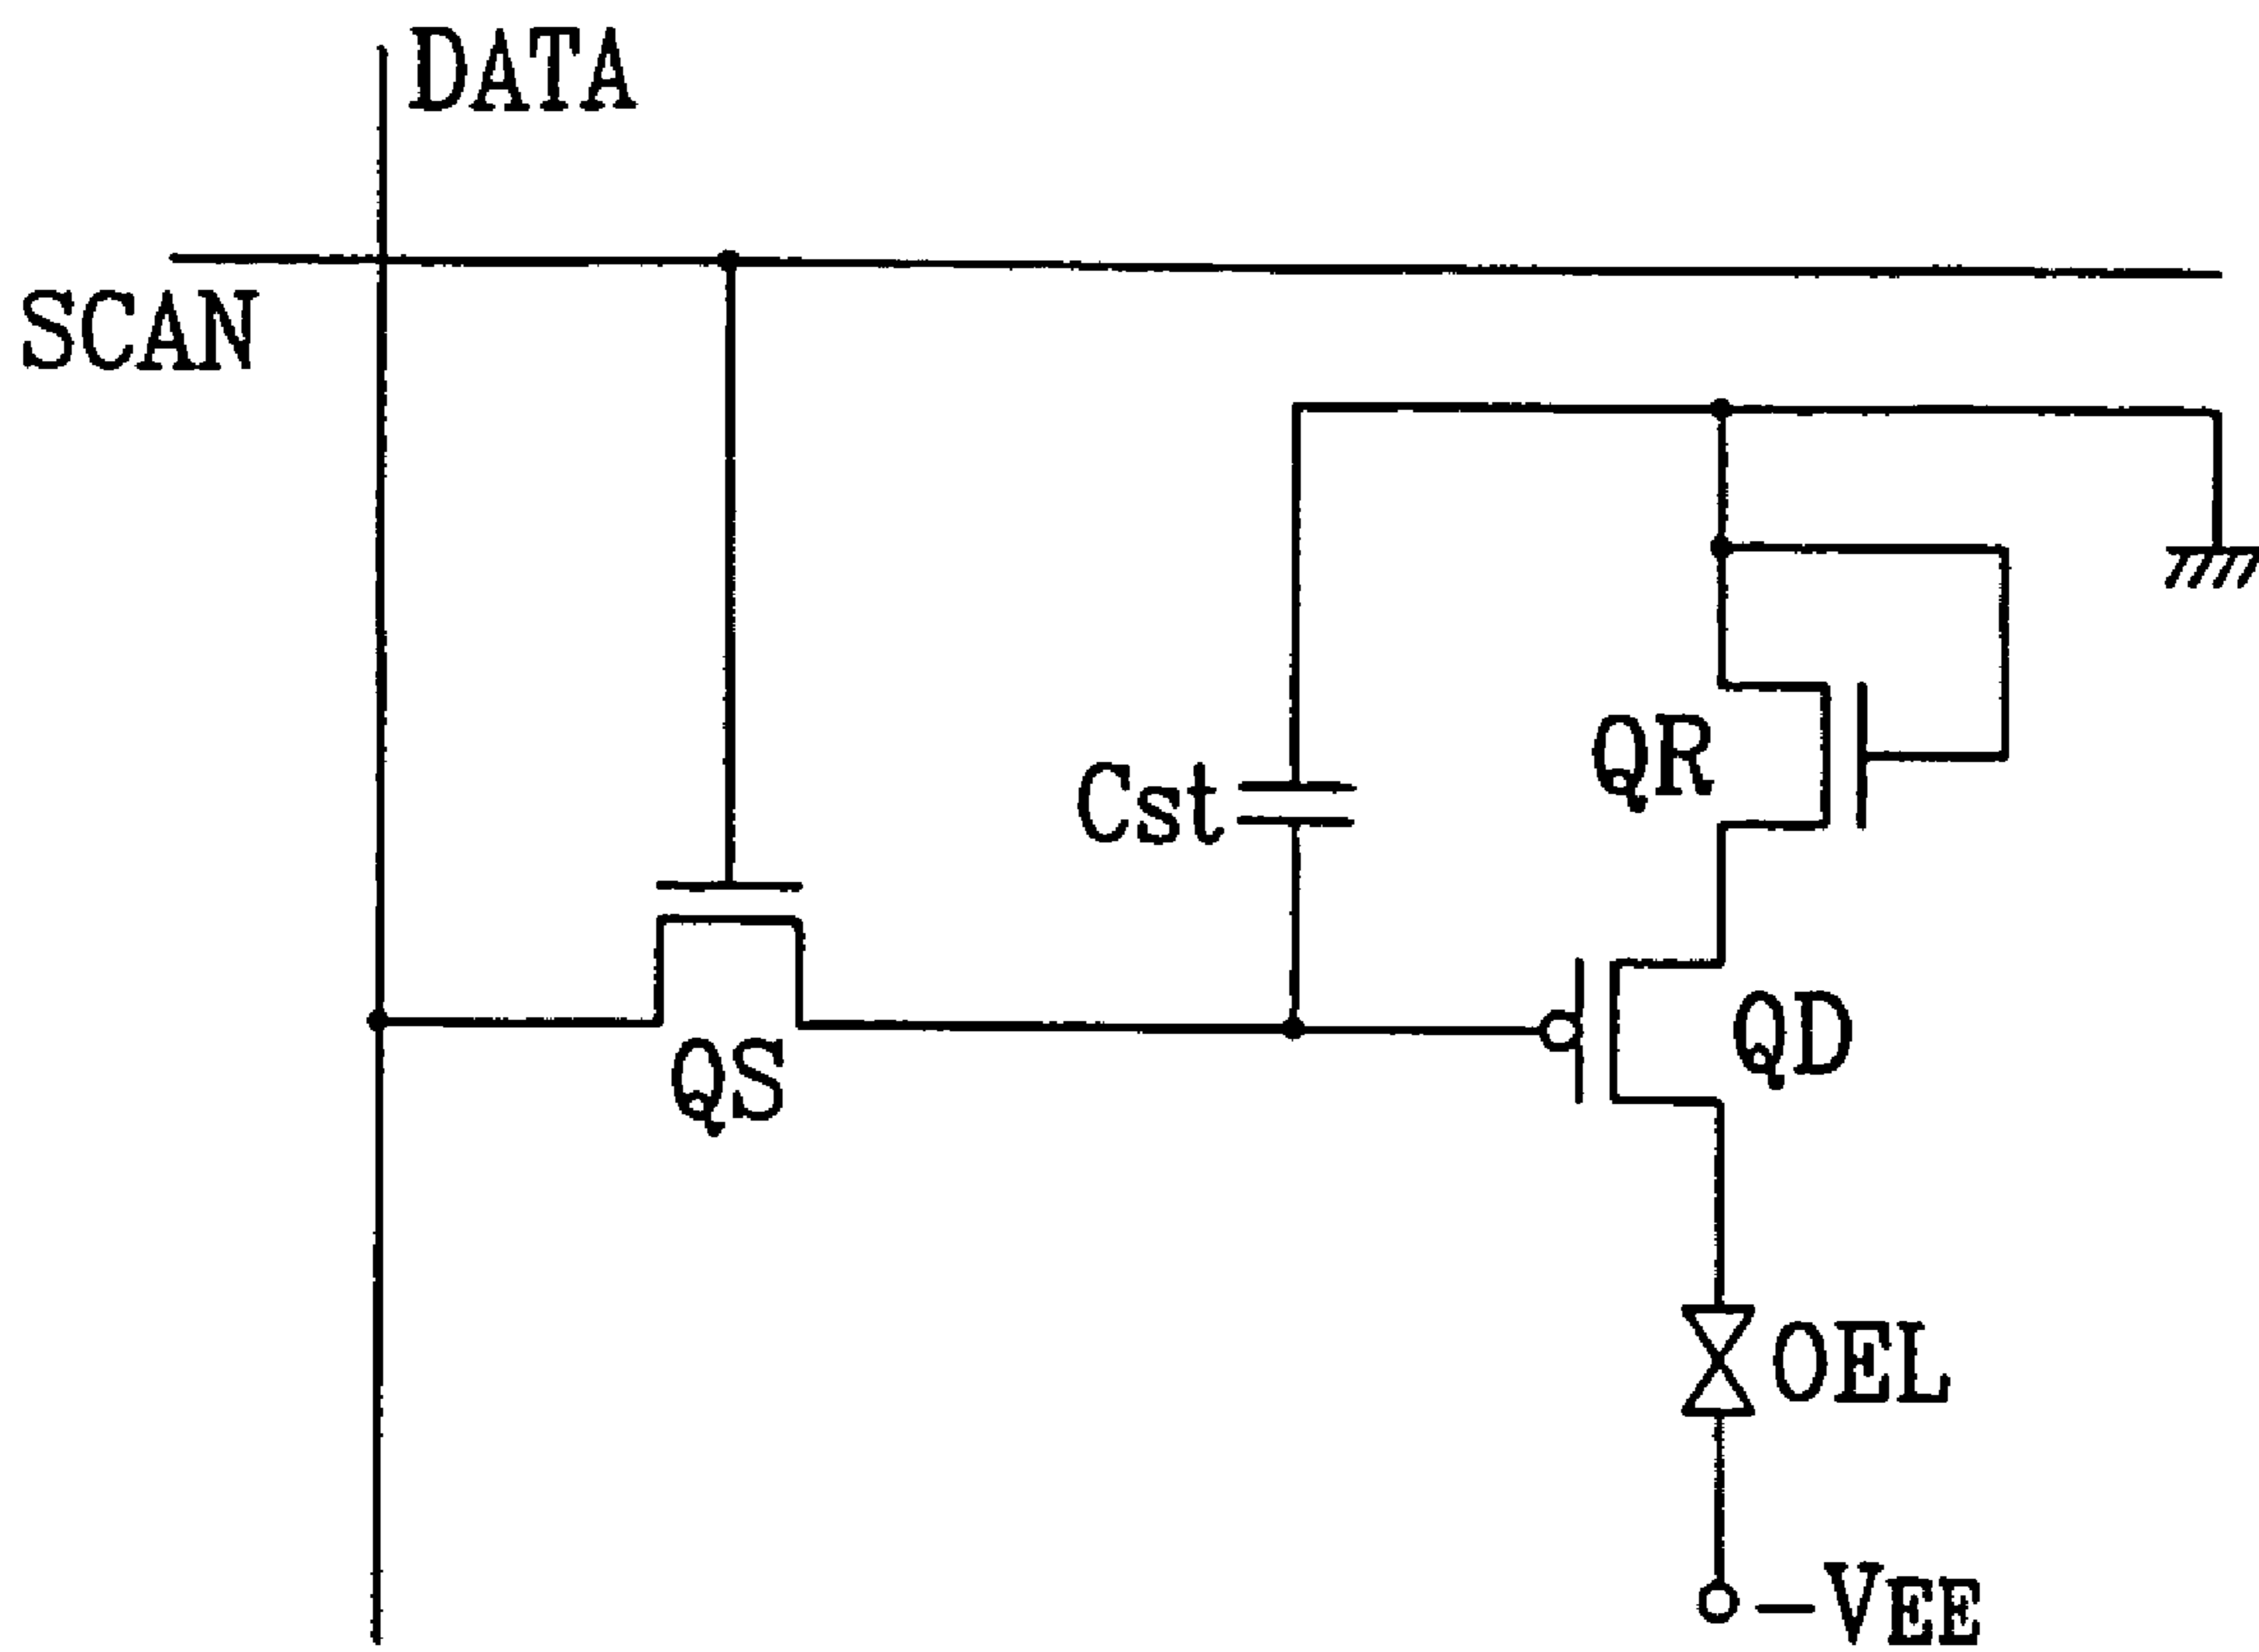 DATA
SCAN
QR
Cst
QD
QS
OEL
-VEE